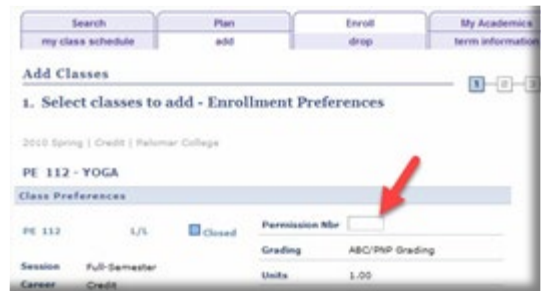 Search Plan Enroll My Academics
my class schedule add drop term information
Add Classes
1 2 3
1. Select classes to add - Enrollment Preferences
2010 Spring | Credit | Palomar College
PE 112 - YOGA
Class Preferences
PE 112 L/L Closed Permission Nbr
Grading ABC/PNP Grading
Session Full-Semester
Units 1.00
Career Credit